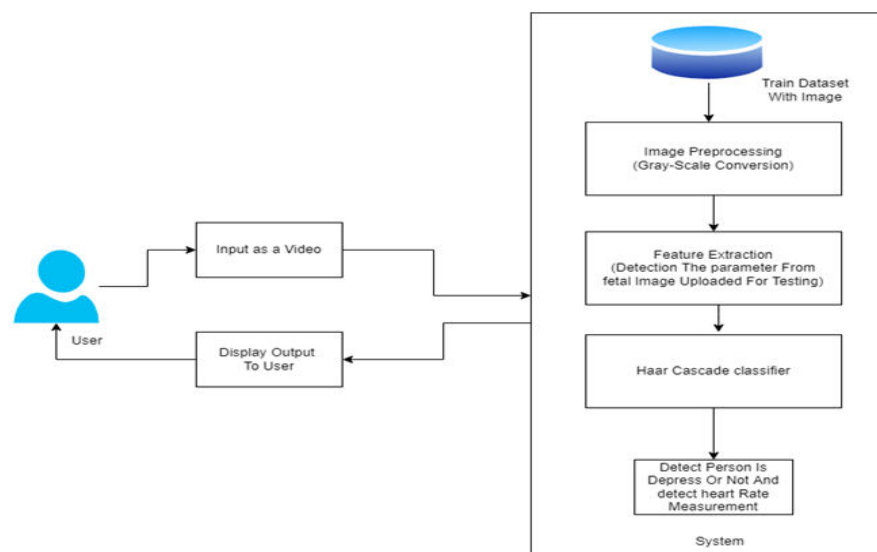 Train Dataset
With Image
Image Preprocessing
(Gray-Scale Conversion)
Input as a Video
Feature Extraction
(Detection The parameter From
fetal Image Uploaded For Testing)
User
Display Output
To User
Haar Cascade classifier
Detect Person Is
Depress Or Not And
detect heart Rate
Measurement
System